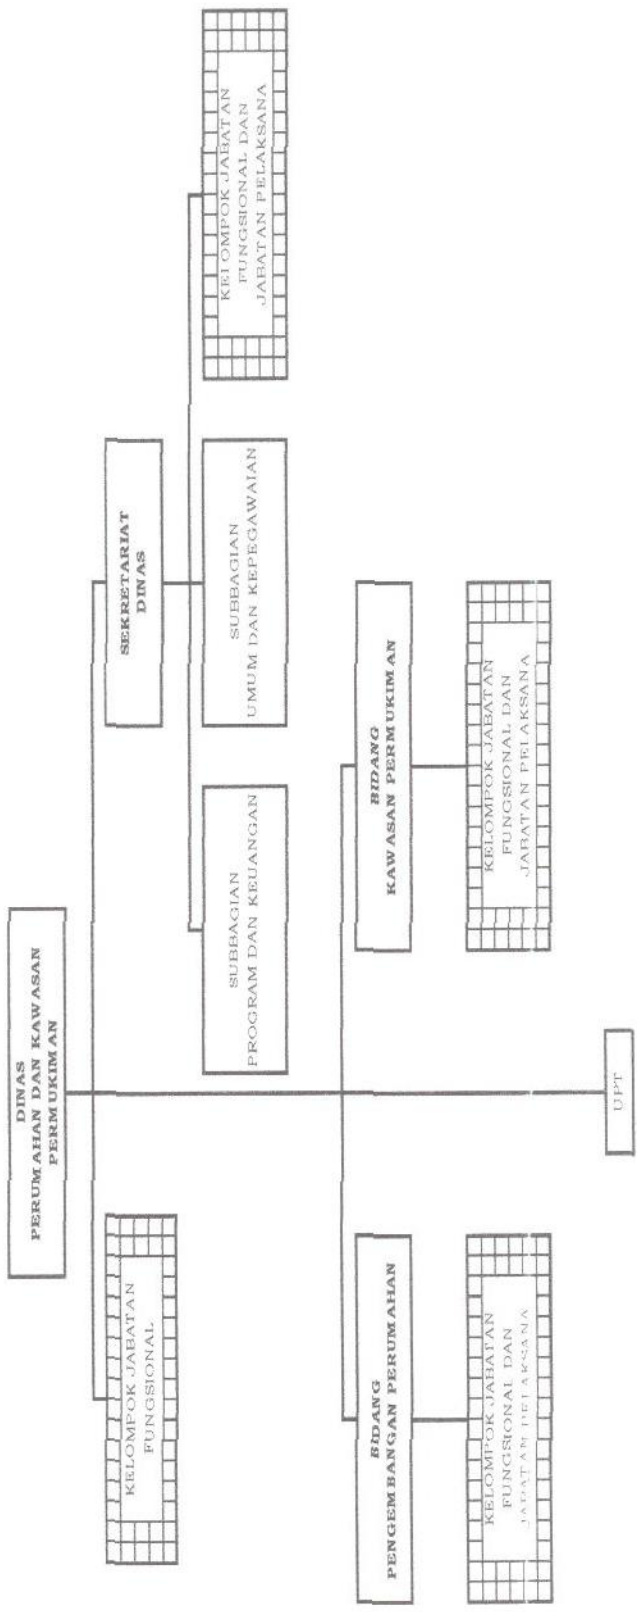 DINAS
PERUMAHAN DAN KAWASAN
PERMUKIMAN
KELOMPOK JABATAN
FUNGSIONAL
SEKRETARIAT
DINAS
SUBBAGIAN
PROGRAM DAN KEUANGAN
SUBBAGIAN
UMUM DAN KEPEGAWAIAN
KELOMPOK JABATAN
FUNGSIONAL DAN
JABATAN PELAKSANA
BIDANG
PENGEMBANGAN PERUMAHAN
BIDANG
KAWASAN PERMUKIMAN
KELOMPOK JABATAN
FUNGSIONAL DAN
JABATAN PELAKSANA
KELOMPOK JABATAN
FUNGSIONAL DAN
JABATAN PELAKSANA
UPT